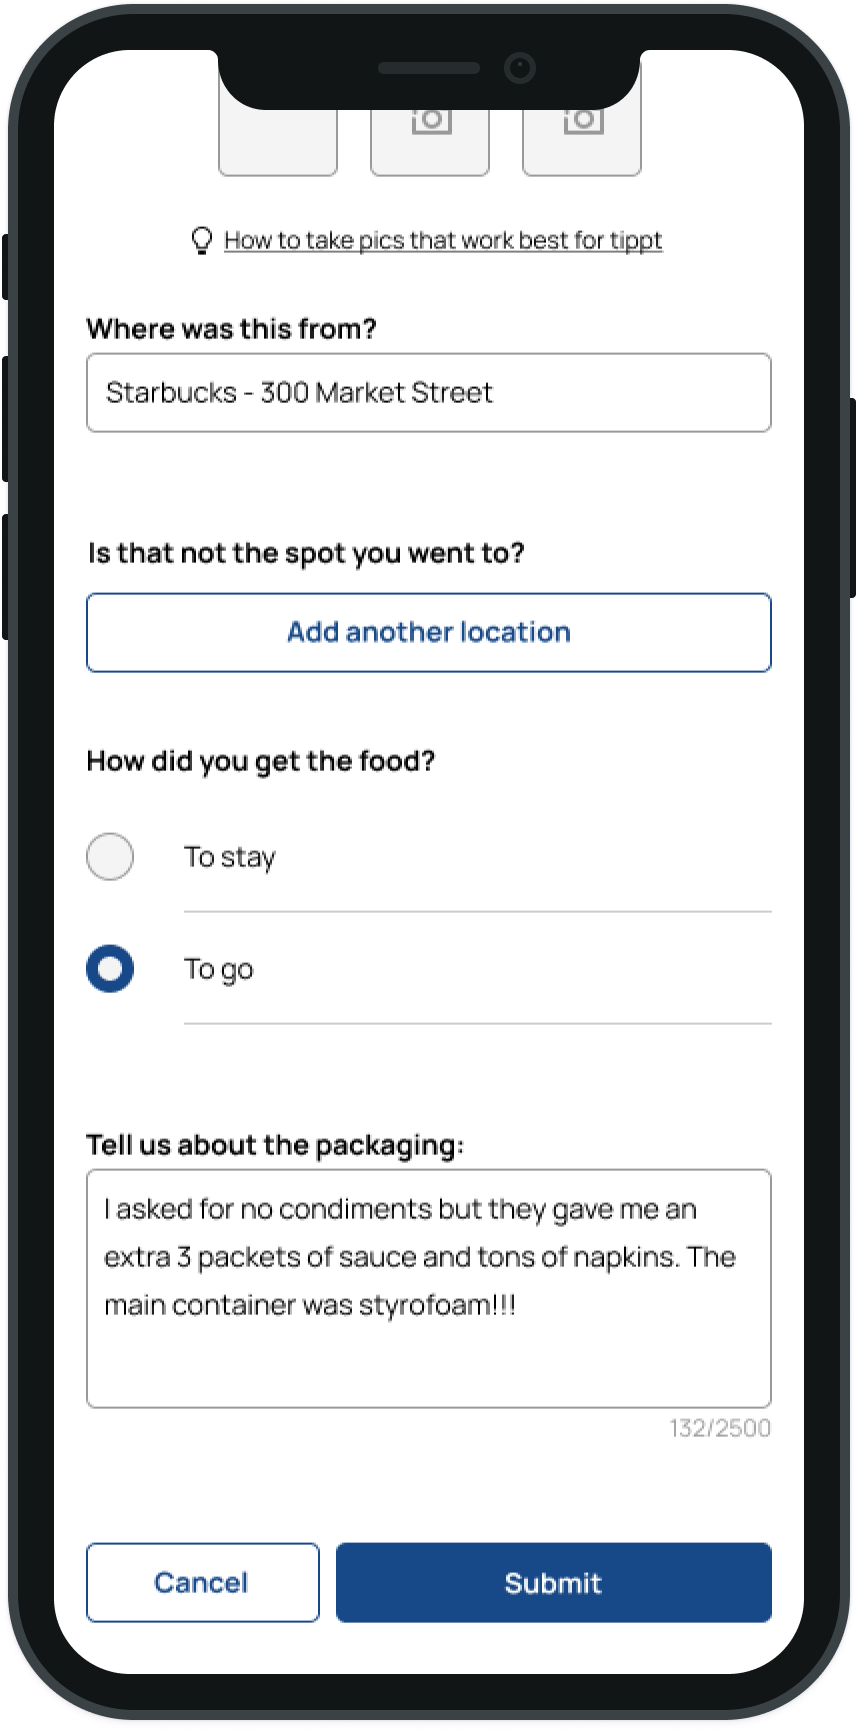 How to take pics that work best for tippt
Where was this from?
Starbucks - 300 Market Street
Is that not the spot you went to?
Add another location
How did you get the food?
To stay
To go
Tell us about the packaging:
I asked for no condiments but they gave me an
extra 3 packets of sauce and tons of napkins. The
main container was styrofoam!!!
132/2500
Cancel
Submit